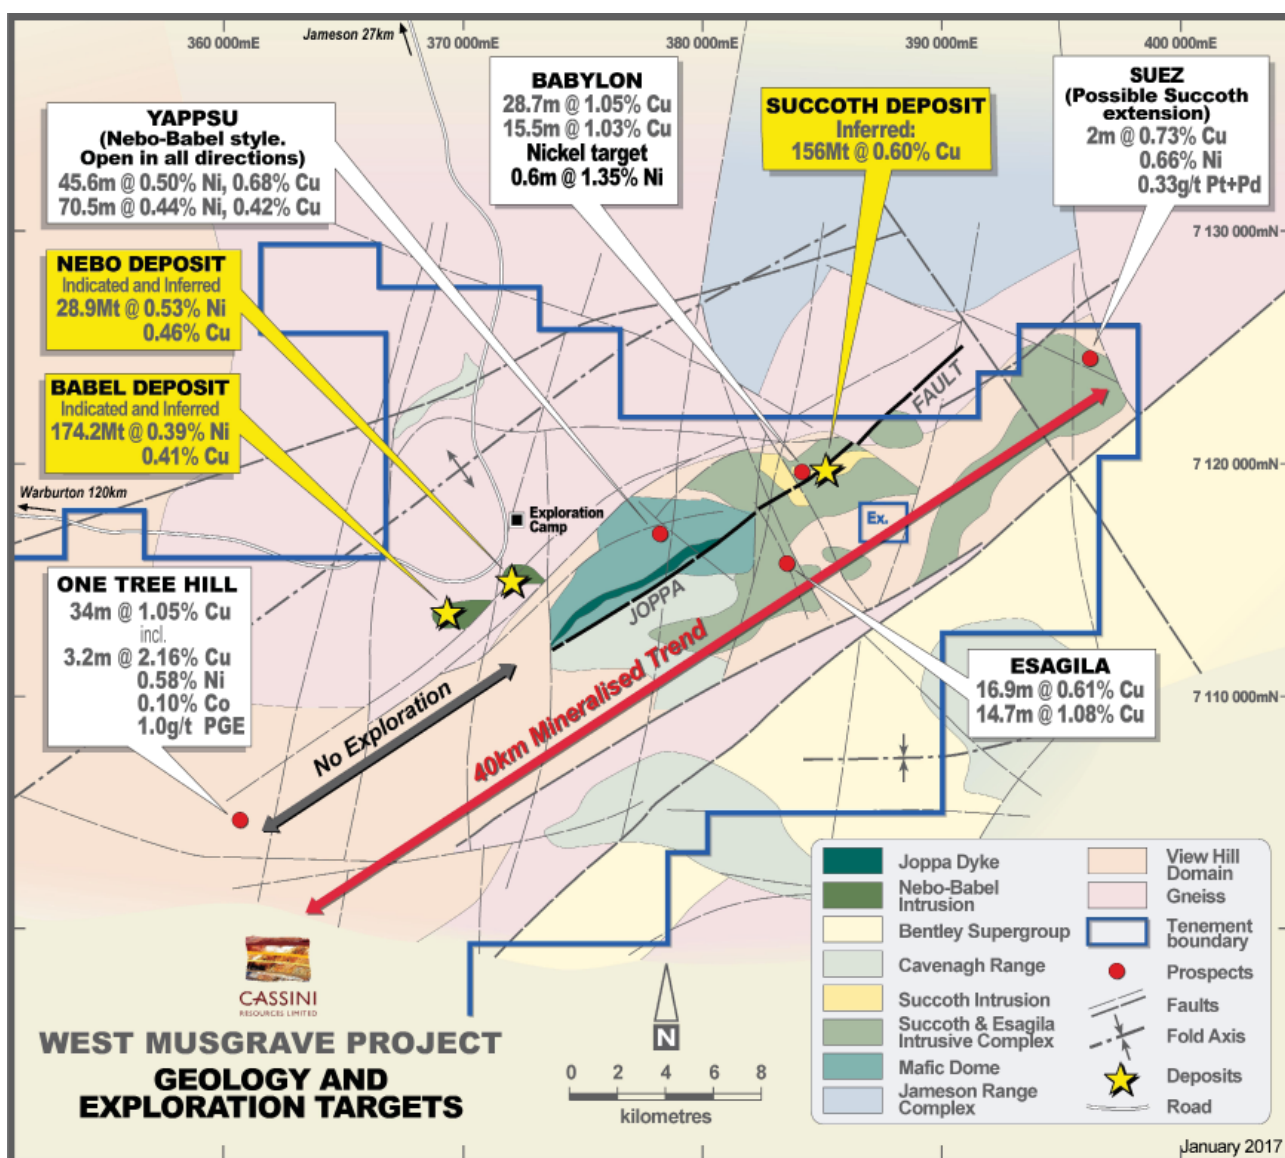 360 000mE
370 000mE
380 000mE
390 000mE
400 000mE
Jameson 27km
YAPPSU
(Nebo-Babel style.
Open in all directions)
45.6m @ 0.50% Ni, 0.68% Cu
70.5m @ 0.44% Ni, 0.42% Cu
BABYLON
28.7m @ 1.05% Cu
15.5m @ 1.03% Cu
Nickel target
0.6m @ 1.35% Ni
SUCCOTH DEPOSIT
Inferred:
156Mt @ 0.60% Cu
SUEZ
(Possible Succoth
extension)
2m @ 0.73% Cu
0.66% Ni
0.33g/t Pt+Pd
7 130 000mN
NEBO DEPOSIT
Indicated and Inferred
28.9Mt @ 0.53% Ni
0.46% Cu
BABEL DEPOSIT
Indicated and Inferred
174.2Mt @ 0.39% Ni
0.41% Cu
FAULT
7 120 000mN
Warburton 120km
Exploration
Camp
Ex.
JOPPA
ONE TREE HILL
34m @ 1.05% Cu
incl.
3.2m @ 2.16% Cu
0.58% Ni
0.10% Co
1.0g/t PGE
No Exploration
40km Mineralised Trend
ESAGILA
16.9m @ 0.61% Cu
14.7m @ 1.08% Cu
7 110 000mN
CASSINI
RESOURCES LIMITED
WEST MUSGRAVE PROJECT
GEOLOGY AND
EXPLORATION TARGETS
N
0 2 4 6 8
kilometres
Joppa Dyke
Nebo-Babel
Intrusion
Bentley Supergroup
Cavenagh Range
Succoth Intrusion
Succoth & Esagila
Intrusive Complex
Mafic Dome
Jameson Range
Complex
View Hill
Domain
Gneiss
Tenement
boundary
Prospects
Faults
Fold Axis
Deposits
Road
January 2017